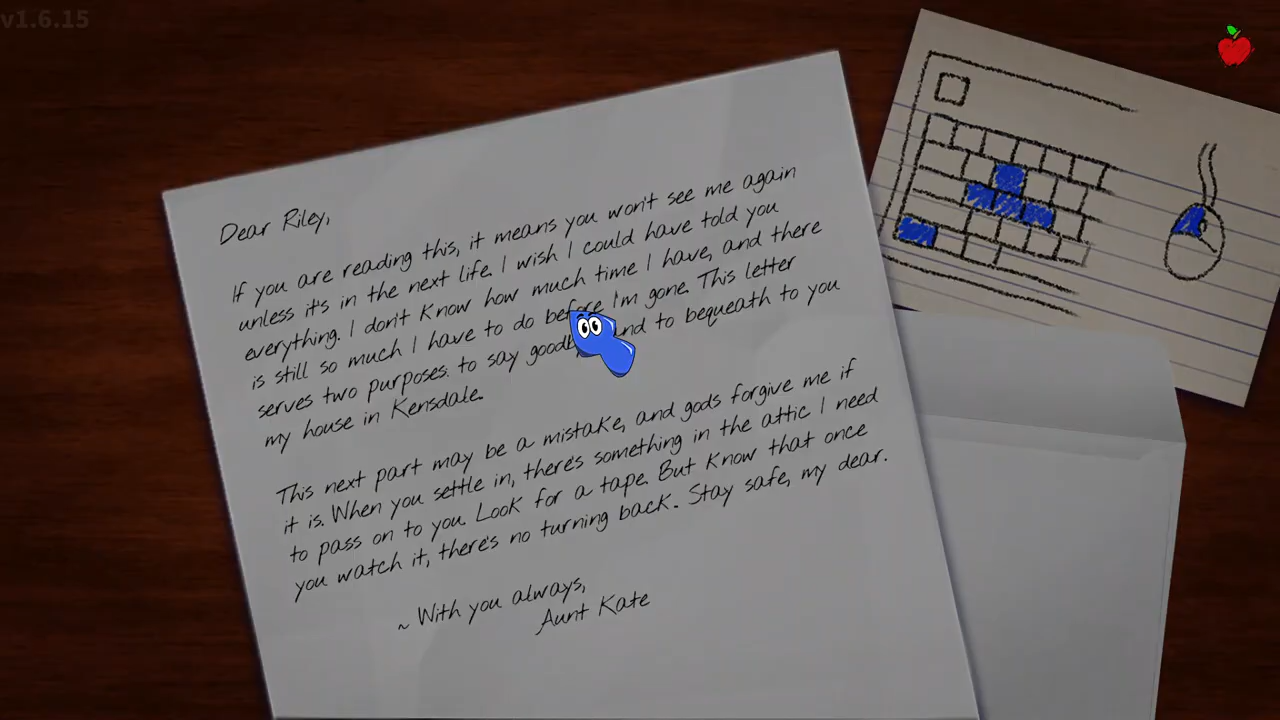 v1.6.15
Dear Riley,
If you are reading this, it means you won't see me again
unless it's in the next life. I wish I could have told you
everything. I don't know how much time I have, and there
is still so much I have to do before I'm gone. This letter
serves two purposes. to say goodb and to bequeath to you
my house in Kensdale.
This next part may be a mistake, and gods forgive me if
it is. When you settle in, there's something in the attic I need
to pass on to you. Look for a tape. But know that once
you watch it, there's no turning back. Stay safe, my dear.
~ With you always,
Aunt Kate